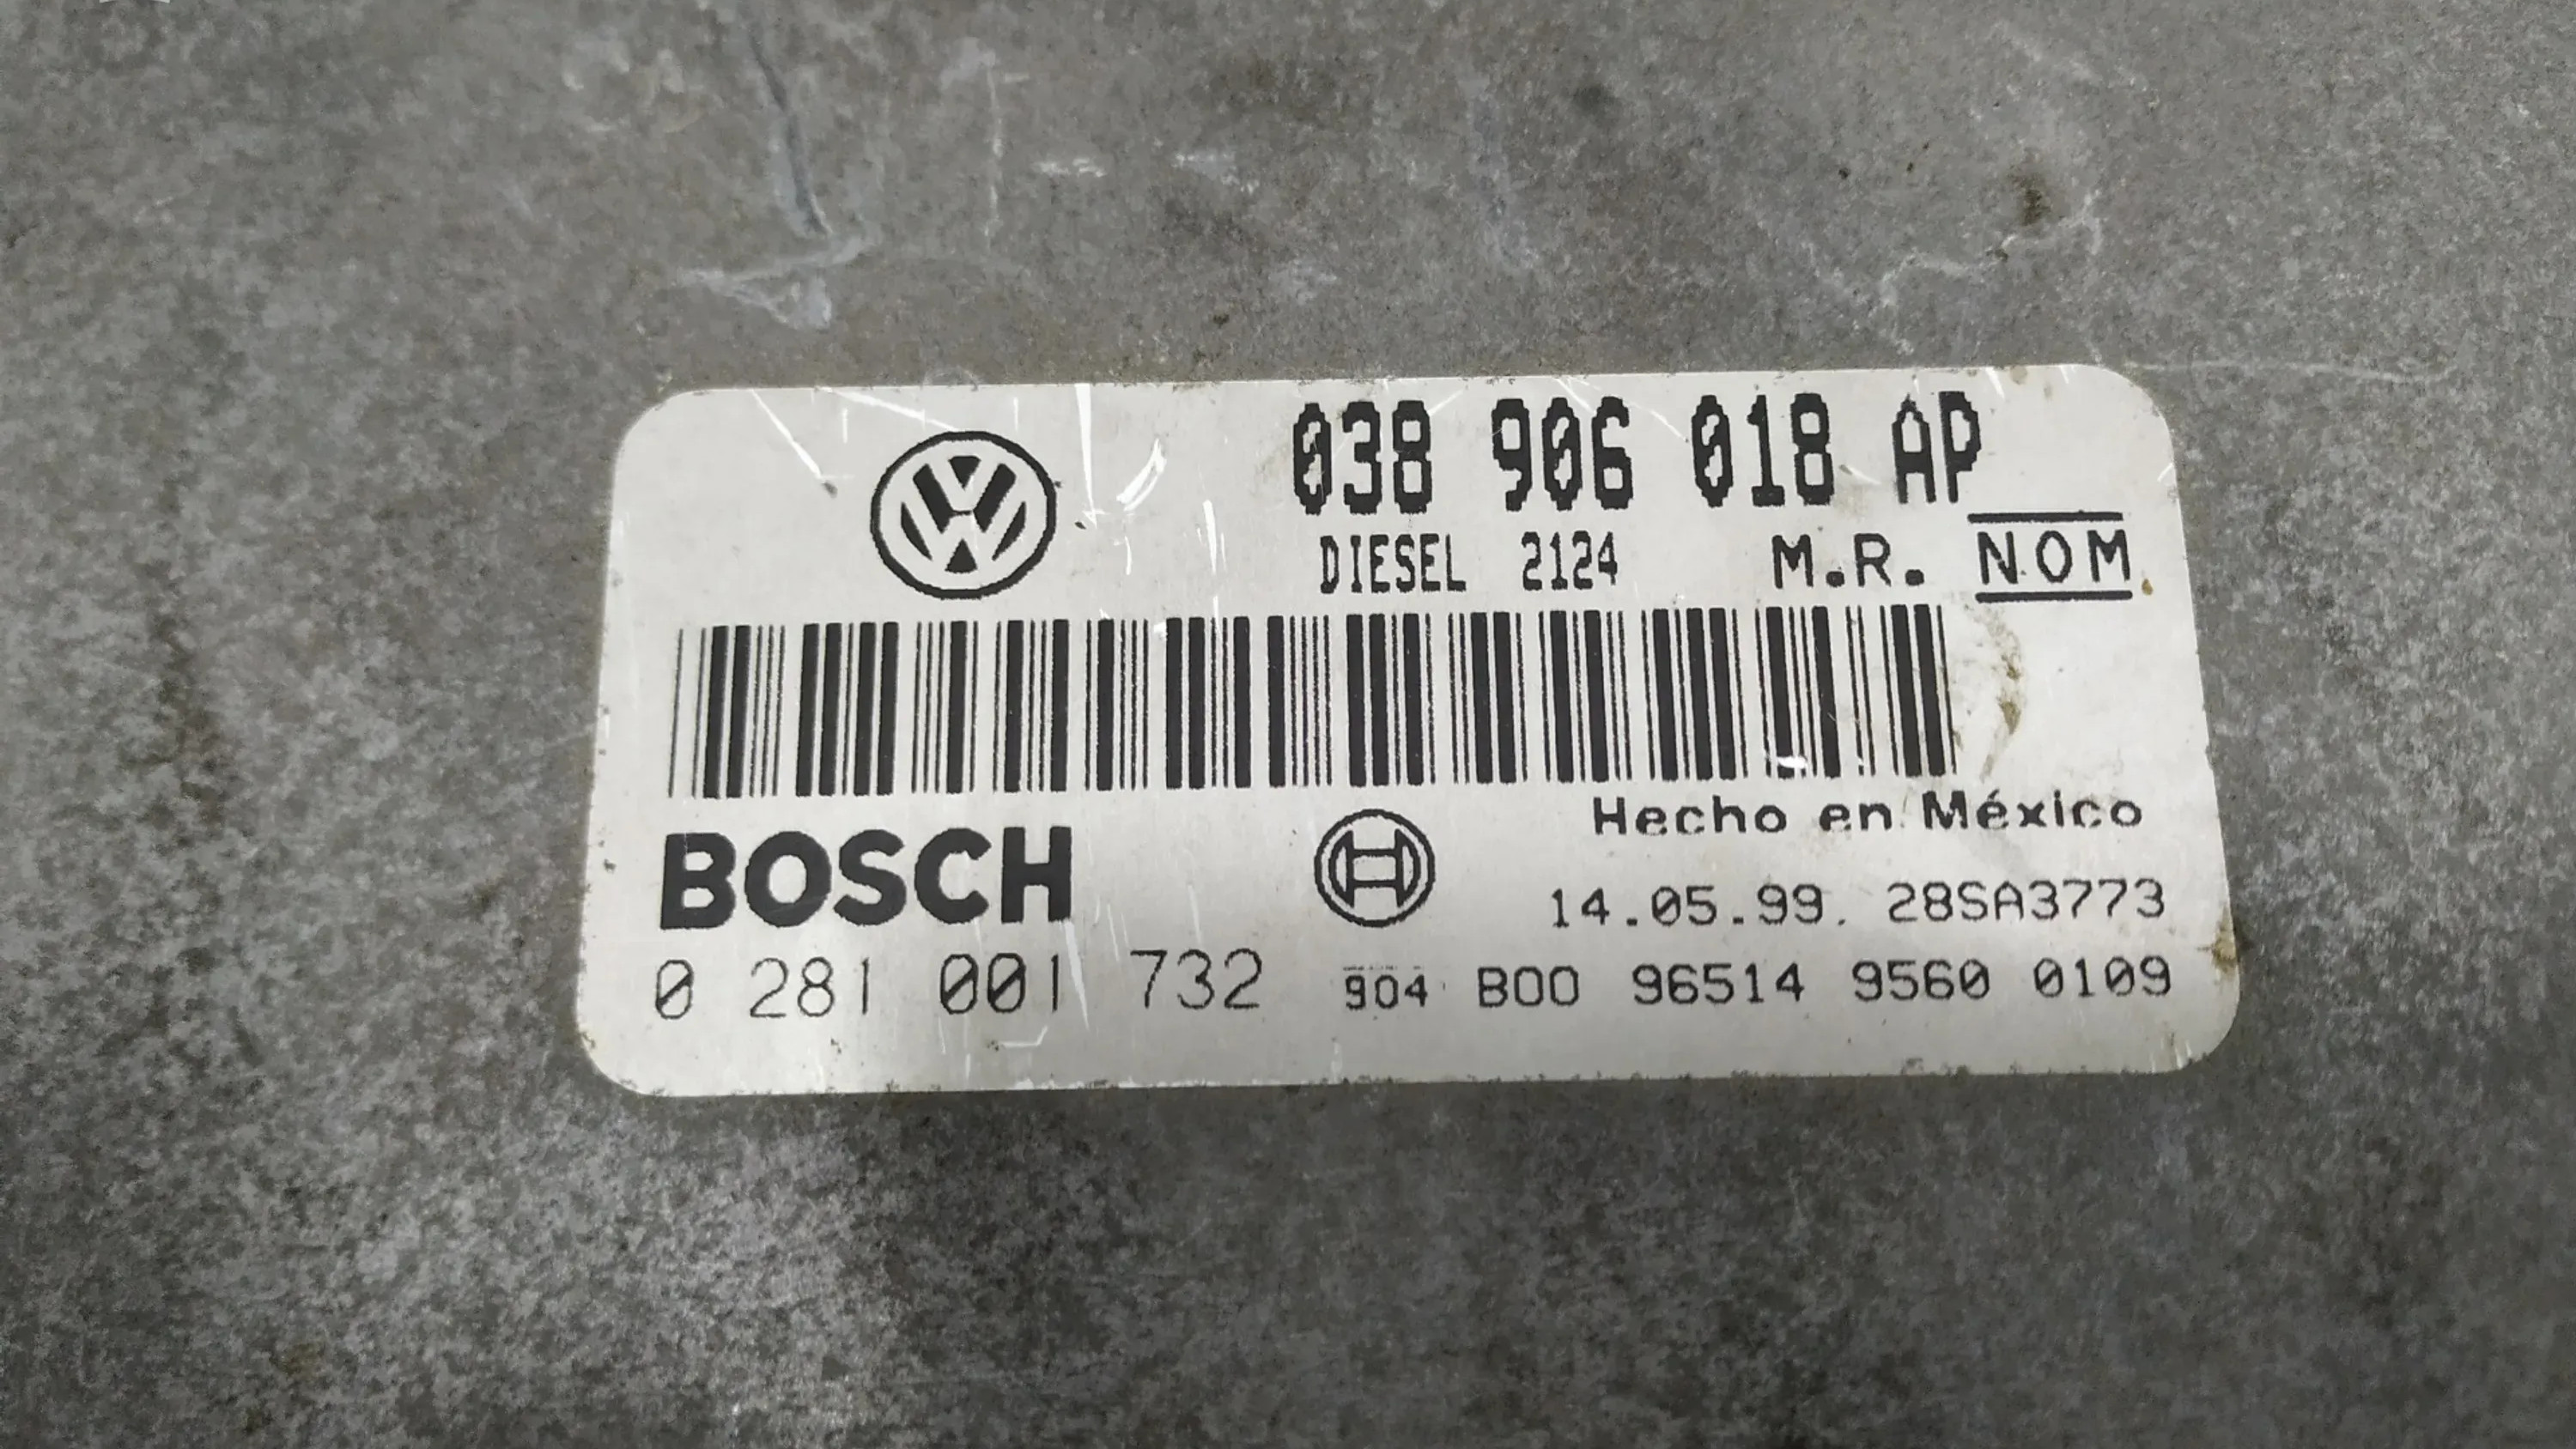 038 906 018 AP
DIESEL 2124 M.R. NOM
Hecho en México
BOSCH
14.05.99. 28SA3773
0 281 001 732 904 B00 96514 9560 0109